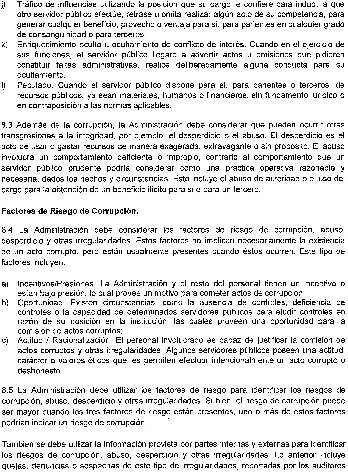 j) Tráfico de influencias utilizando la posición que su cargo le confiere para inducir a que
otro servidor público efectúe, retrase u omita realizar algún acto de su competencia, para
generar cualquier beneficio, provecho o ventaja para sí, para parientes en cualquier grado
de consanguinidad o para terceros.
k) Enriquecimiento oculto u ocultamiento de conflicto de interés. Cuando en el ejercicio de
sus funciones, el servidor público llegare a advertir actos u omisiones que pudieren
constituir faltas administrativas, realice deliberadamente alguna conducta para su
ocultamiento.
l) Peculado. Cuando el servidor público dispone para el, para parientes o terceros, de
recursos públicos, ya sean materiales, humanos o financieros, sin fundamento jurídico o
en contraposición a las normas aplicables.
8.3 Además de la corrupción, la Administración debe considerar que pueden ocurrir otras
transgresiones a la integridad, por ejemplo: el desperdicio o el abuso. El desperdicio es el
acto de usar o gastar recursos de manera exagerada, extravagante o sin propósito. El abuso
involucra un comportamiento deficiente o impropio, contrario al comportamiento que un
servidor público prudente podría considerar como una práctica operativa razonable y
necesaria, dados los hechos y circunstancias. Esto incluye el abuso de autoridad o el uso del
cargo para la obtención de un beneficio ilícito para sí o para un tercero.
Factores de Riesgo de Corrupción.
8.4 La Administración debe considerar los factores de riesgo de corrupción, abuso,
desperdicio y otras irregularidades. Estos factores no implican necesariamente la existencia
de un acto corrupto, pero están usualmente presentes cuando éstos ocurren. Este tipo de
factores incluyen:
a) Incentivos/Presiones. La Administración y el resto del personal tienen un incentivo o
están bajo presión, lo cual provee un motivo para cometer actos de corrupción.
b) Oportunidad. Existen circunstancias, como la ausencia de controles, deficiencia de
controles o la capacidad de determinados servidores públicos para eludir controles en
razón de su posición en la institución, las cuales proveen una oportunidad para la
comisión de actos corruptos.
c) Actitud / Racionalización. El personal involucrado es capaz de justificar la comisión de
actos corruptos y otras irregularidades. Algunos servidores públicos poseen una actitud,
carácter o valores éticos que les permiten efectuar intencionalmente un acto corrupto o
deshonesto.
8.5 La Administración debe utilizar los factores de riesgo para identificar los riesgos de
corrupción, abuso, desperdicio y otras irregularidades. Si bien, el riesgo de corrupción puede
ser mayor cuando los tres factores de riesgo están presentes, uno o más de estos factores
podrían indicar un riesgo de corrupción.
También se debe utilizar la información provista por partes internas y externas para identificar
los riesgos de corrupción, abuso, desperdicio y otras irregularidades. Lo anterior incluye
quejas, denuncias o sospechas de este tipo de irregularidades, reportadas por los auditores